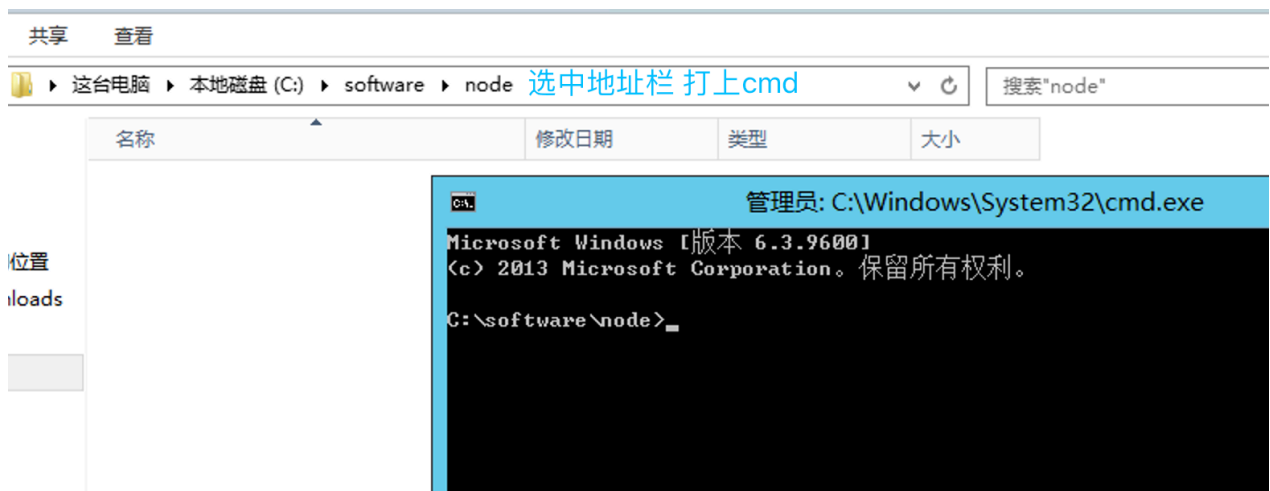 共享 查看
这台电脑 本地磁盘 (C:) software node 选中地址栏 打上cmd 搜索"node"
名称 修改日期 类型 大小
管理员: C:\Windows\System32\cmd.exe
Microsoft Windows [版本 6.3.9600]
(c) 2013 Microsoft Corporation。保留所有权利。
位置
loads
C:\software\node>